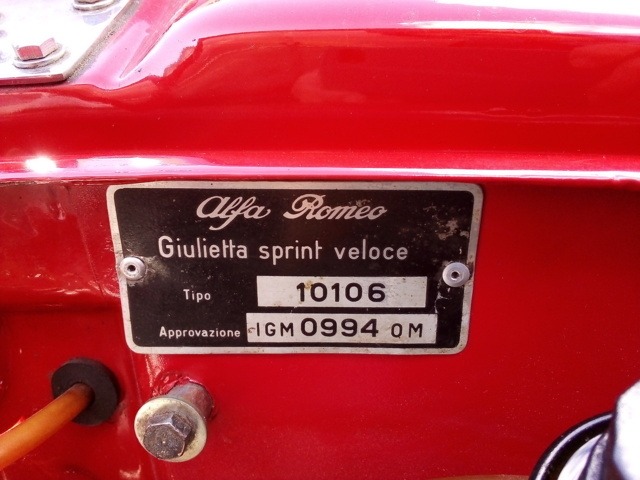 Alfa Romeo
Giulietta sprint veloce
Tipo 10106
Approvazione IGM 0994 OM